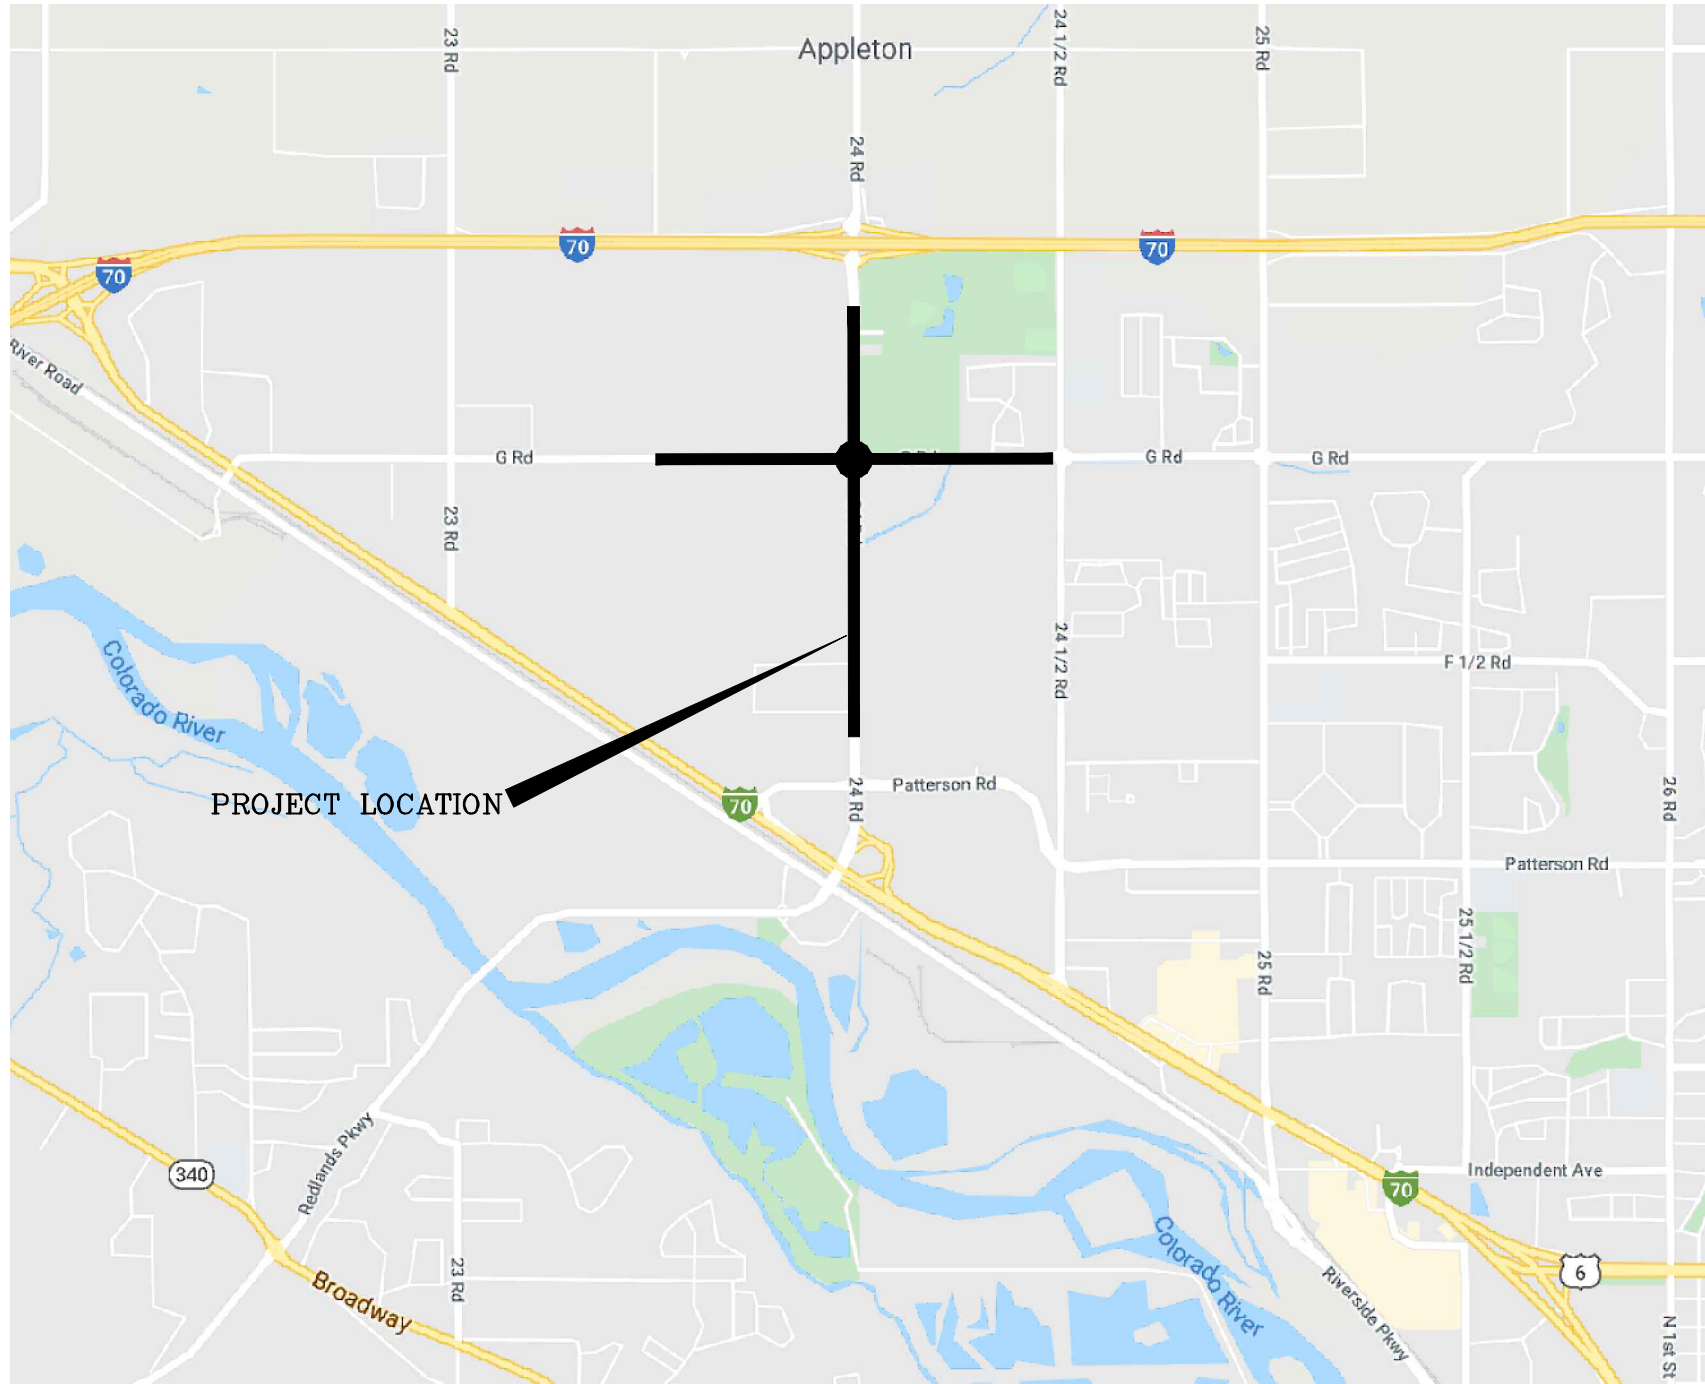 Appleton
23 Rd
24 1/2 Rd
25 Rd
24 Rd
70
70
70
River Road
G Rd
G Rd
G Rd
23 Rd
24 1/2 Rd
F 1/2 Rd
Colorado River
PROJECT LOCATION
70
24 Rd
Patterson Rd
26 Rd
Patterson Rd
25 1/2 Rd
25 Rd
340
Redlands Pkwy
Independent Ave
70
Broadway
23 Rd
Colorado River
6
Riverside Pkwy
N 1st St